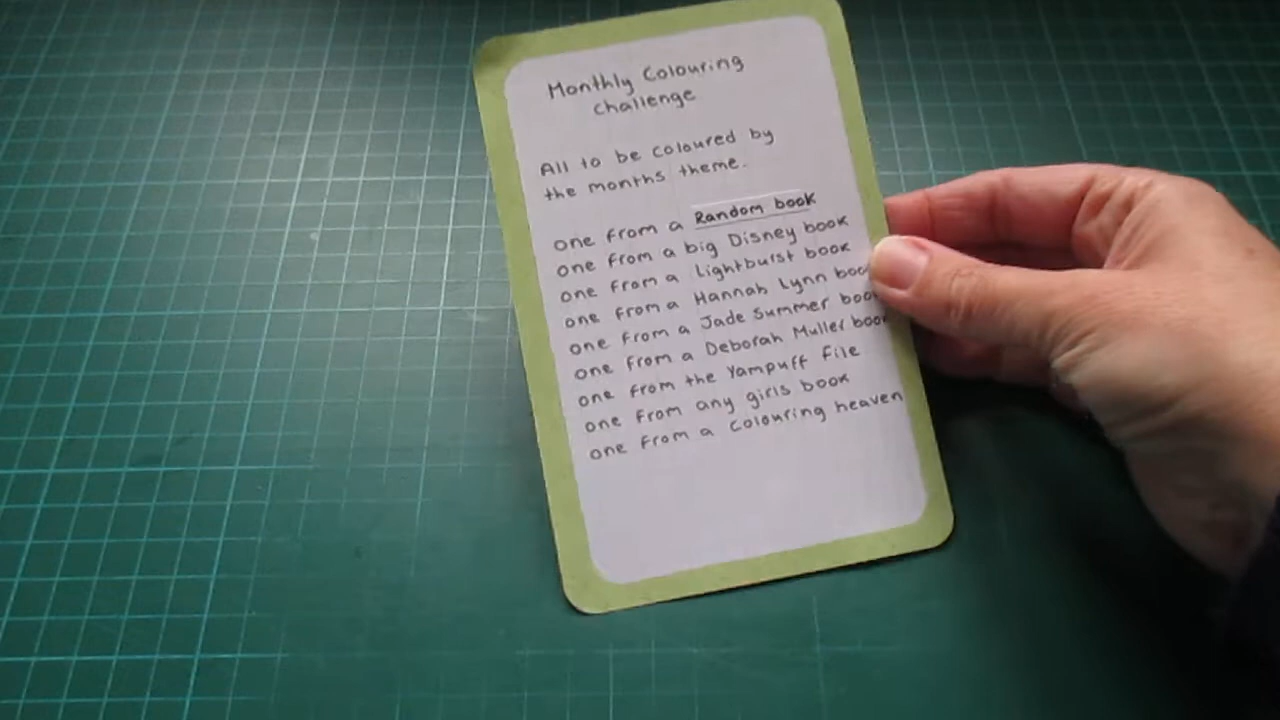 Monthly Colouring
Challenge
All to be coloured by
the months theme.
one from a Random book
one from a big Disney book
one from a Lightburst book
one from a Hannah Lynn book
one from a Jade Summer book
one from a Deborah Muller book
one from the Yampuff file
one from any girls book
one from a colouring heaven